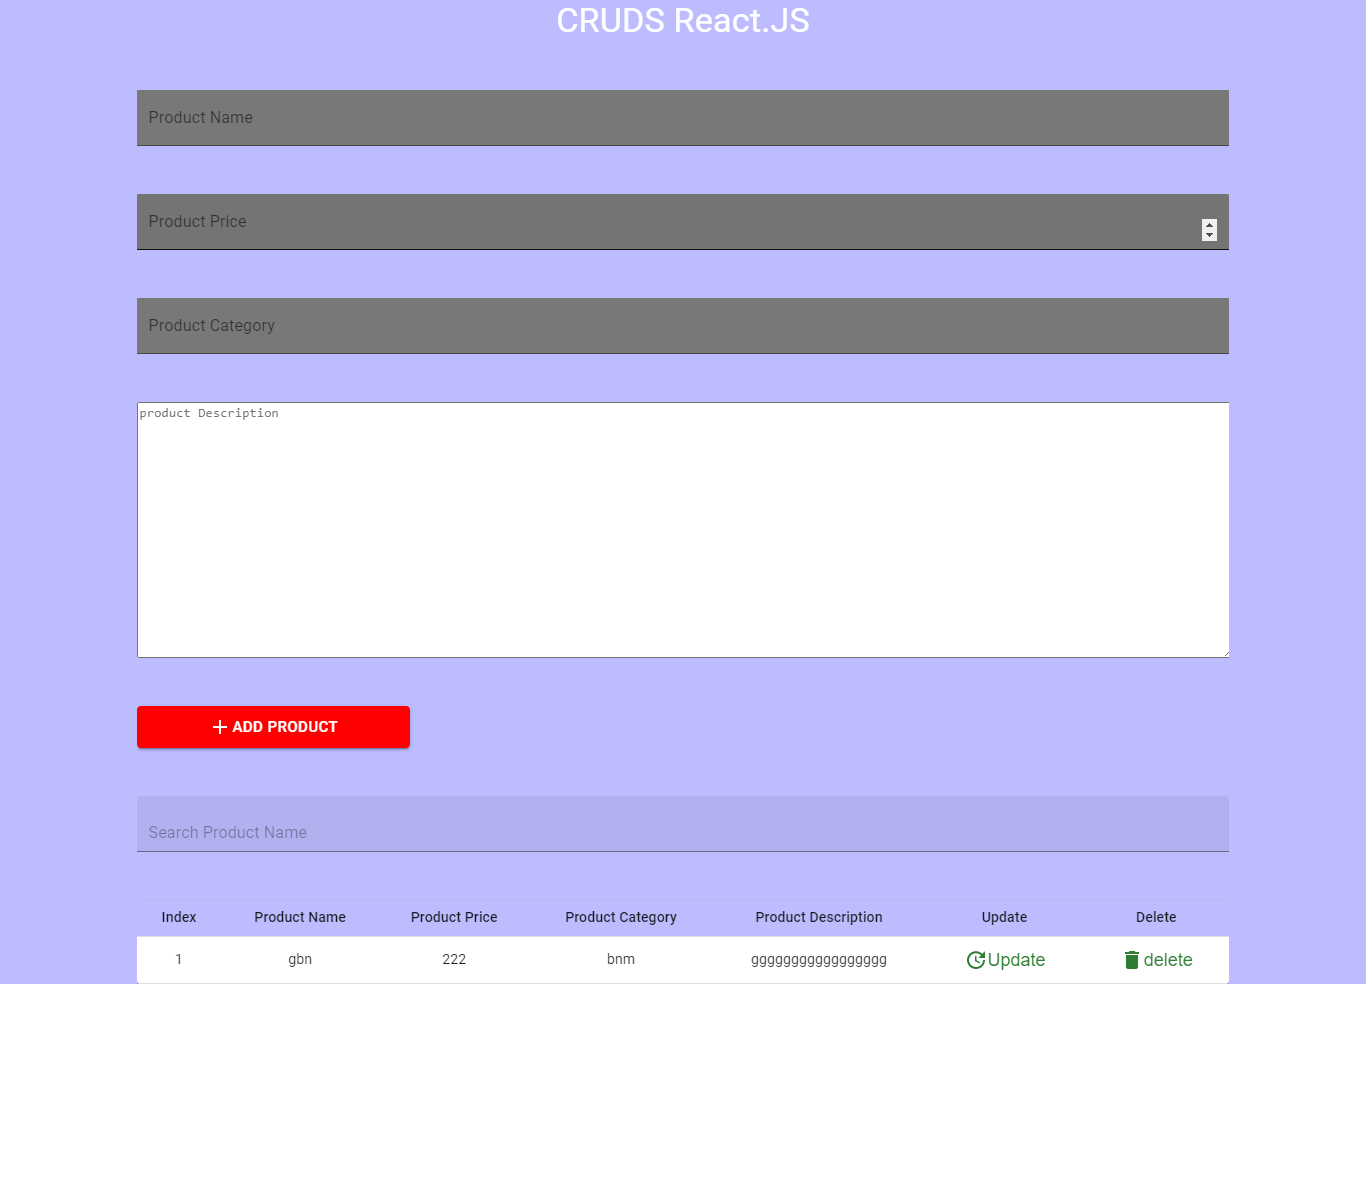 CRUDS React.JS
Product Name
Product Price
Product Category
product Description
ADD PRODUCT
Search Product Name
Index Product Name Product Price Product Category Product Description Update Delete
1 gbn 222 bnm ggggggggggggggggg Update delete